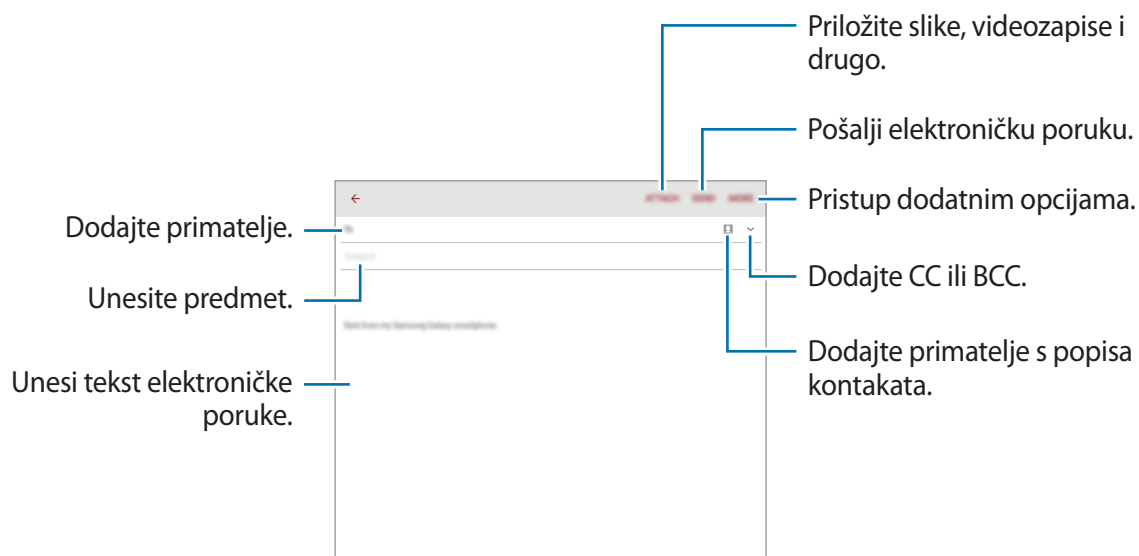 Priložite slike, videozapise i
drugo.
Pošalji elektroničku poruku.
ATTACH SEND MORE
Pristup dodatnim opcijama.
Dodajte primatelje.
To
Dodajte CC ili BCC.
Subject
Unesite predmet.
Sent from my Samsung Galaxy smartphone
Dodajte primatelje s popisa
kontakata.
Unesi tekst elektroničke
poruke.